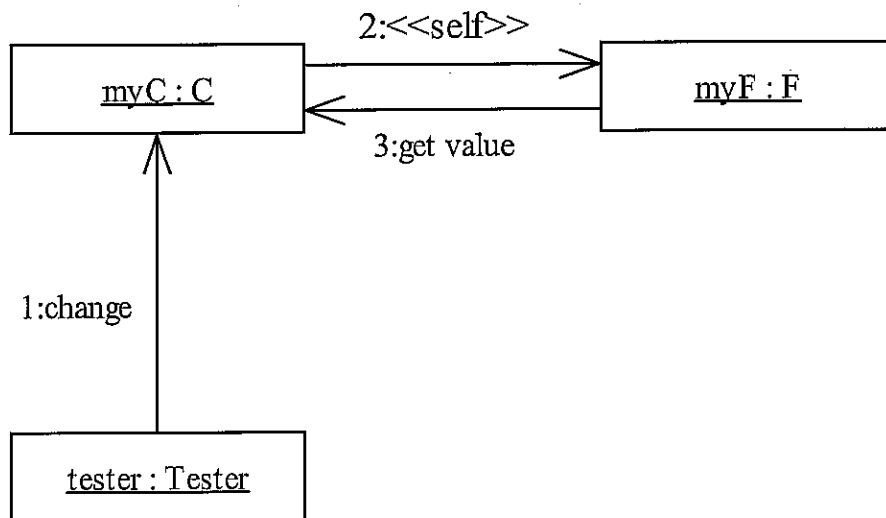 2:<<self>>
myC : C
myF : F
3:get value
1:change
tester : Tester